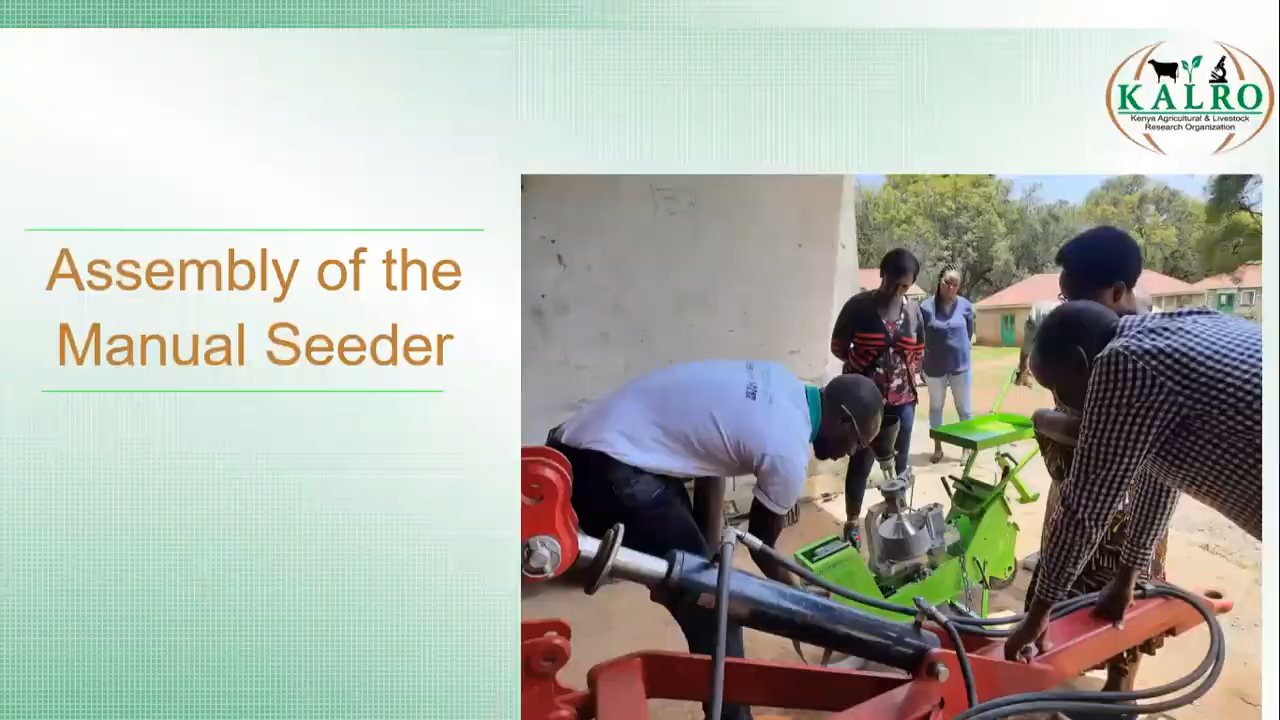 KALRO
Kenya Agricultural & Livestock
Research Organization
Assembly of the
Manual Seeder